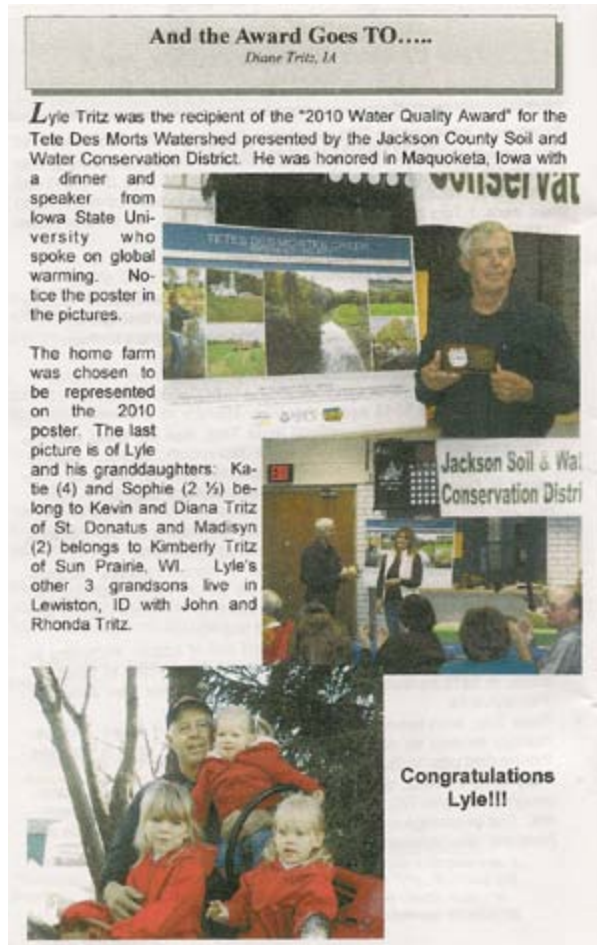 And the Award Goes TO…..
Diane Tritz, IA
Lyle Tritz was the recipient of the "2010 Water Quality Award" for the
Tete Des Morts Watershed presented by the Jackson County Soil and
Water Conservation District. He was honored in Maquoketa, Iowa with
a dinner and
speaker from
Iowa State Uni-
versity who
spoke on global
warming. No-
tice the poster in
the pictures.
The home farm
was chosen to
be represented
on the 2010
poster. The last
picture is of Lyle
and his granddaughters: Ka-
tie (4) and Sophie (2 ½) be-
long to Kevin and Diana Tritz
of St. Donatus and Madisyn
(2) belongs to Kimberly Tritz
of Sun Prairie, WI. Lyle's
other 3 grandsons live in
Lewiston, ID with John and
Rhonda Tritz.
Conservat
TETES DES MORTS CREEK
Jackson Soil & Wat
Conservation Distri
Congratulations
Lyle!!!